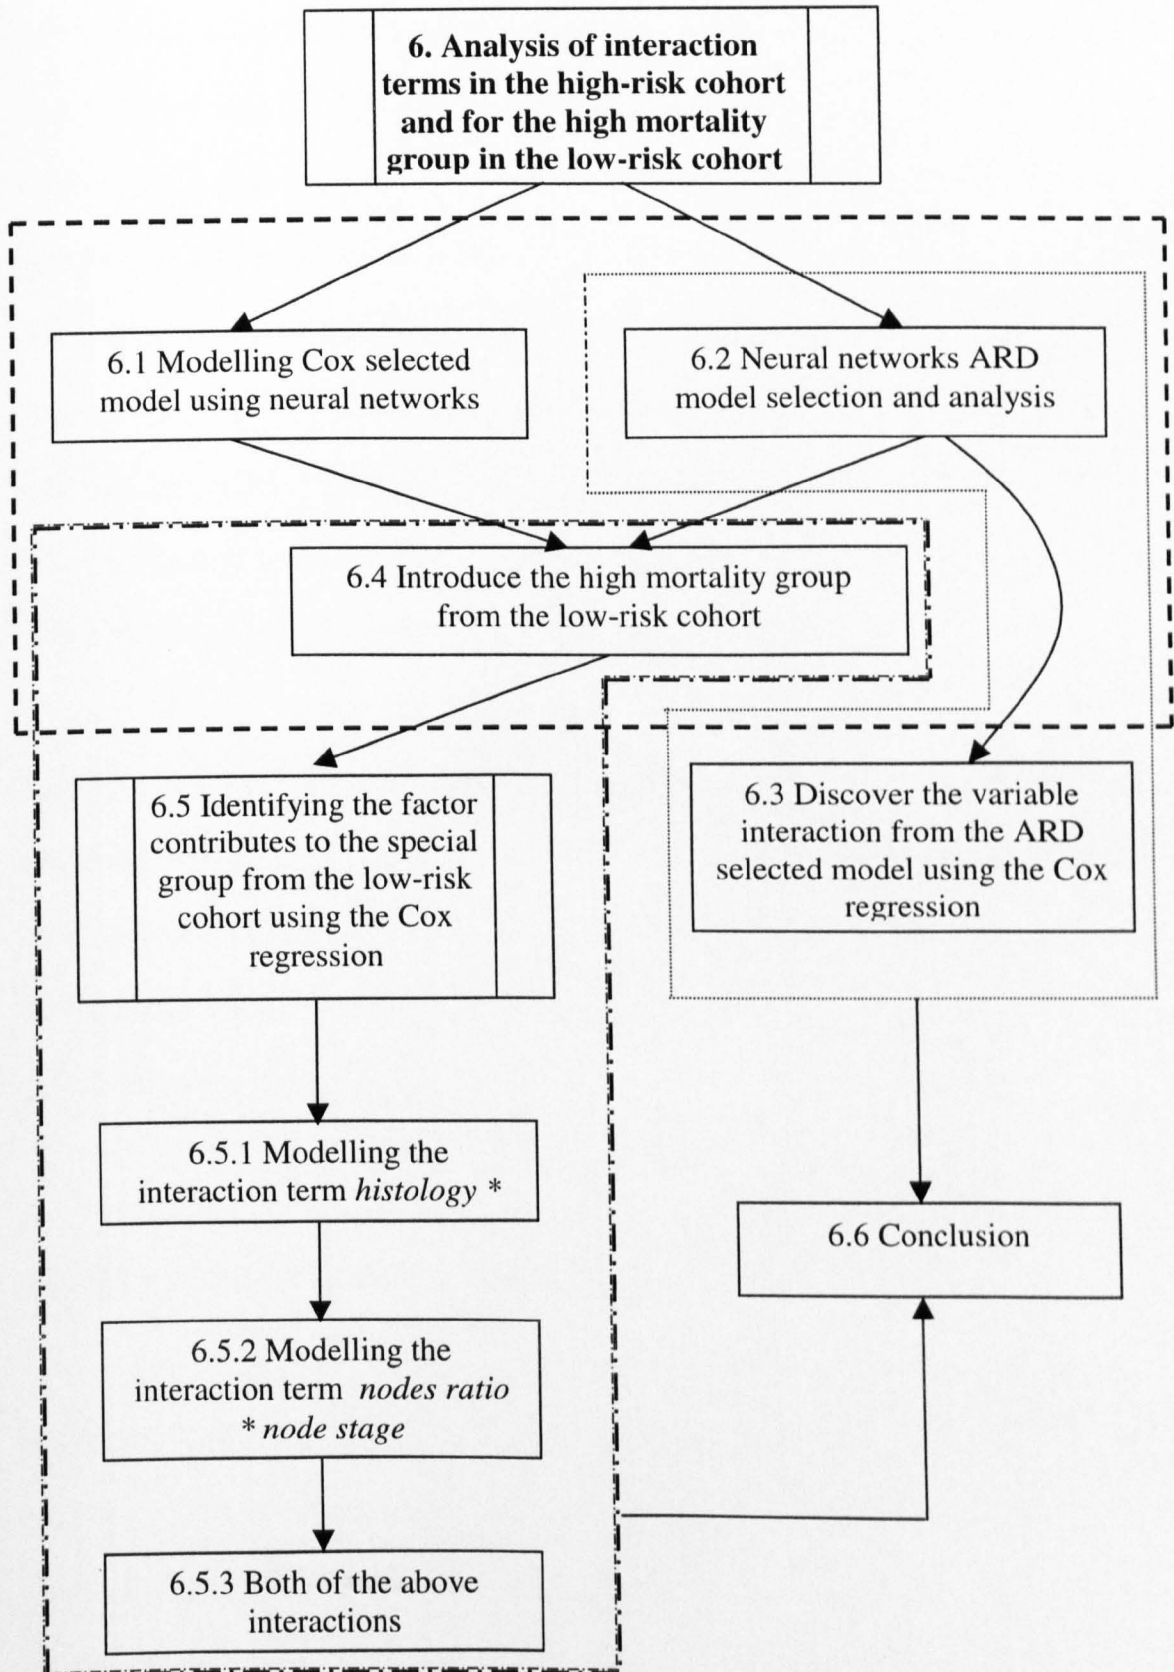 6. Analysis of interaction
terms in the high-risk cohort
and for the high mortality
group in the low-risk cohort
6.1 Modelling Cox selected
model using neural networks
6.2 Neural networks ARD
model selection and analysis
6.4 Introduce the high mortality group
from the low-risk cohort
6.5 Identifying the factor
contributes to the special
group from the low-risk
cohort using the Cox
regression
6.3 Discover the variable
interaction from the ARD
selected model using the Cox
regression
6.5.1 Modelling the
interaction term histology *
6.6 Conclusion
6.5.2 Modelling the
interaction term nodes ratio
* node stage
6.5.3 Both of the above
interactions